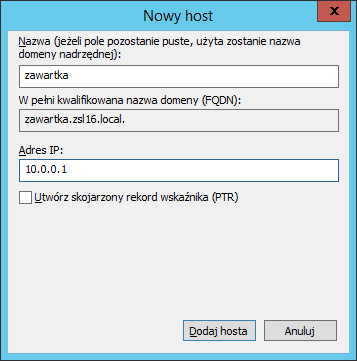 Nowy host
x
Nazwa (jeżeli pole pozostanie puste, użyta zostanie nazwa
domeny nadrzędnej):
zawartka
W pełni kwalifikowana nazwa domeny (FQDN):
zawartka.zsl16.local.
Adres IP:
10.0.0.1
Utwórz skojarzony rekord wskaźnika (PTR)
Dodaj hosta Anuluj